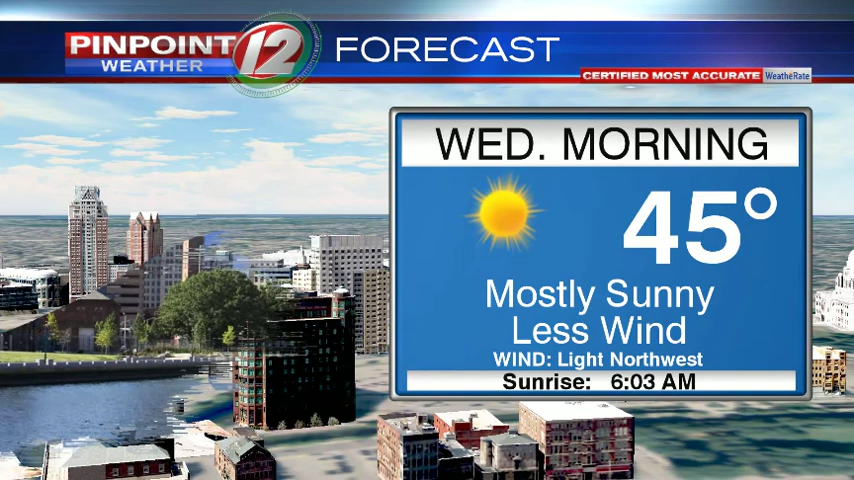 PINPOINT 12 FORECAST
WEATHER
CERTIFIED MOST ACCURATE WeatheRate
WED. MORNING
45°
Mostly Sunny
Less Wind
WIND: Light Northwest
Sunrise: 6:03 AM